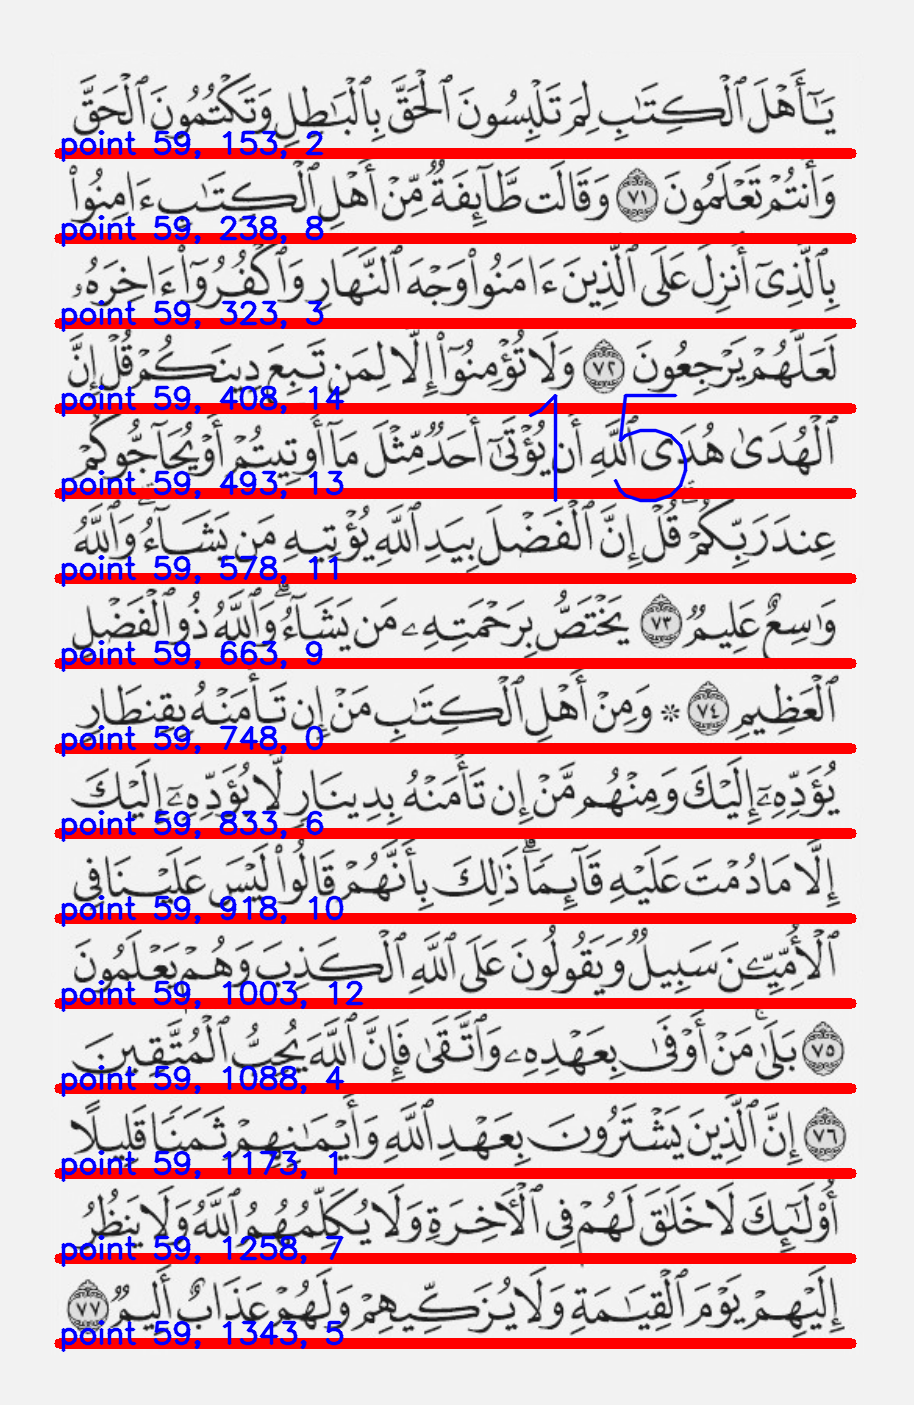 يَـٰٓأَهْلَ ٱلْكِتَـٰبِ لِمَ تَلْبِسُونَ ٱلْحَقَّ بِٱلْبَـٰطِلِ وَتَكْتُمُونَ ٱلْحَقَّ
point 59, 153, 2
وَأَنتُمْ تَعْلَمُونَ ٧١ وَقَالَت طَّآئِفَةٌ مِّنْ أَهْلِ ٱلْكِتَـٰبِ ءَامِنُوا۟
point 59, 238, 8
بِٱلَّذِىٓ أُنزِلَ عَلَى ٱلَّذِينَ ءَامَنُوا۟ وَجْهَ ٱلنَّهَارِ وَٱكْفُرُوٓا۟ ءَاخِرَهُۥ
point 59, 323, 3
لَعَلَّهُمْ يَرْجِعُونَ ٧٢ وَلَا تُؤْمِنُوٓا۟ إِلَّا لِمَن تَبِعَ دِينَكُمْ قُلْ إِنَّ
point 59, 408, 14
ٱلْهُدَىٰ هُدَى ٱللَّهِ أَن يُؤْتَىٰٓ أَحَدٌ مِّثْلَ مَآ أُوتِيتُمْ أَوْ يُحَآجُّوكُمْ
15
point 59, 493, 13
عِندَ رَبِّكُمْ ۗ قُلْ إِنَّ ٱلْفَضْلَ بِيَدِ ٱللَّهِ يُؤْتِيهِ مَن يَشَآءُ ۗ وَٱللَّهُ
point 59, 578, 11
وَٰسِعٌ عَلِيمٌ ٧٣ يَخْتَصُّ بِرَحْمَتِهِۦ مَن يَشَآءُ ۗ وَٱللَّهُ ذُو ٱلْفَضْلِ
point 59, 663, 9
ٱلْعَظِيمِ ٧٤ ۞ وَمِنْ أَهْلِ ٱلْكِتَـٰبِ مَنْ إِن تَأْمَنْهُ بِقِنطَارٍ
point 59, 748, 0
يُؤَدِّهِۦٓ إِلَيْكَ وَمِنْهُم مَّنْ إِن تَأْمَنْهُ بِدِينَارٍ لَّا يُؤَدِّهِۦٓ إِلَيْكَ
point 59, 833, 6
إِلَّا مَا دُمْتَ عَلَيْهِ قَآئِمًا ۗ ذَٰلِكَ بِأَنَّهُمْ قَالُوا۟ لَيْسَ عَلَيْنَا فِى
point 59, 918, 10
ٱلْأُمِّيِّـۧنَ سَبِيلٌ وَيَقُولُونَ عَلَى ٱللَّهِ ٱلْكَذِبَ وَهُمْ يَعْلَمُونَ
point 59, 1003, 12
٧٥ بَلَىٰ ۚ مَنْ أَوْفَىٰ بِعَهْدِهِۦ وَٱتَّقَىٰ فَإِنَّ ٱللَّهَ يُحِبُّ ٱلْمُتَّقِينَ
point 59, 1088, 4
٧٦ إِنَّ ٱلَّذِينَ يَشْتَرُونَ بِعَهْدِ ٱللَّهِ وَأَيْمَـٰنِهِمْ ثَمَنًا قَلِيلًا
point 59, 1173, 1
أُو۟لَـٰٓئِكَ لَا خَلَـٰقَ لَهُمْ فِى ٱلْـَٔاخِرَةِ وَلَا يُكَلِّمُهُمُ ٱللَّهُ وَلَا يَنظُرُ
point 59, 1258, 7
إِلَيْهِمْ يَوْمَ ٱلْقِيَـٰمَةِ وَلَا يُزَكِّيهِمْ وَلَهُمْ عَذَابٌ أَلِيمٌ ٧٧
point 59, 1343, 5